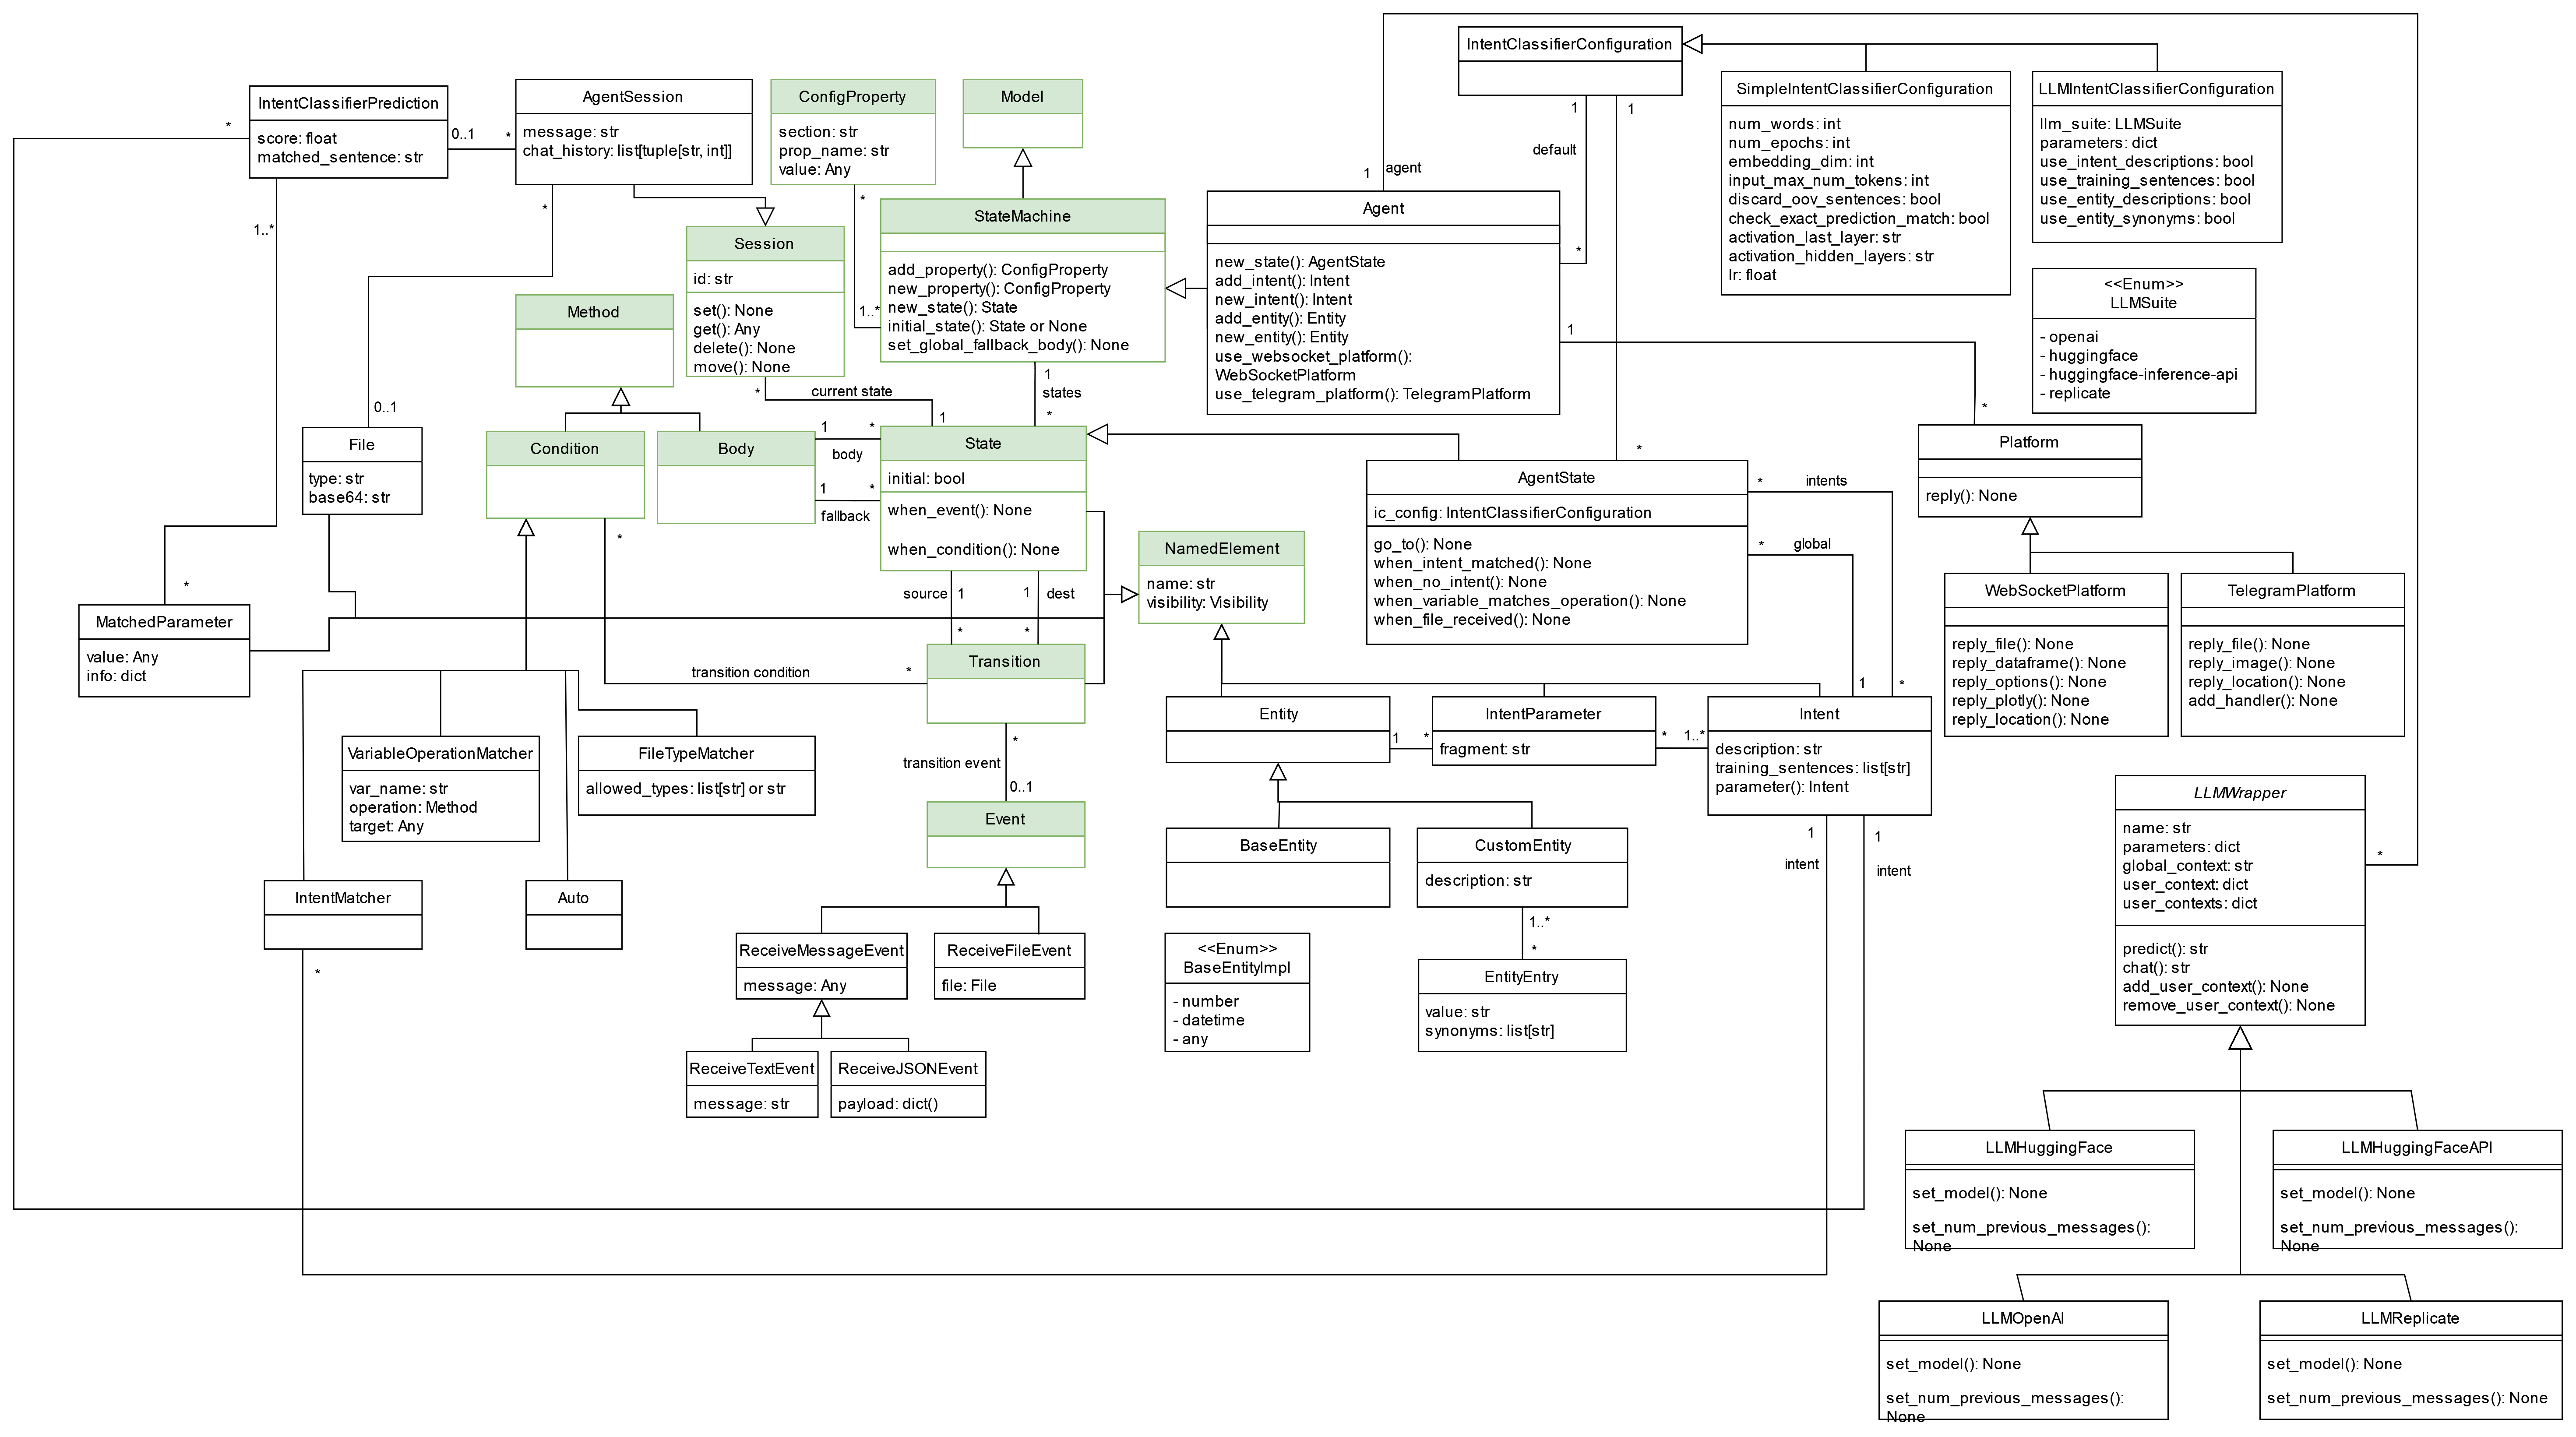 IntentClassifierConfiguration
SimpleIntentClassifierConfiguration
num_words: int
num_epochs: int
embedding_dim: int
input_max_num_tokens: int
discard_oov_sentences: bool
check_exact_prediction_match: bool
activation_last_layer: str
activation_hidden_layers: str
lr: float
LLMIntentClassifierConfiguration
llm_suite: LLMSuite
parameters: dict
use_intent_descriptions: bool
use_training_sentences: bool
use_entity_descriptions: bool
use_entity_synonyms: bool
<<Enum>>
LLMSuite
- openai
- huggingface
- huggingface-inference-api
- replicate
IntentClassifierPrediction
score: float
matched_sentence: str
*
0..1
*
1..*
AgentSession
message: str
chat_history: list[tuple[str, int]]
*
ConfigProperty
section: str
prop_name: str
value: Any
*
1..*
Model
StateMachine
add_property(): ConfigProperty
new_property(): ConfigProperty
new_state(): State
initial_state(): State or None
set_global_fallback_body(): None
1
states
*
Agent
new_state(): AgentState
add_intent(): Intent
new_intent(): Intent
add_entity(): Entity
new_entity(): Entity
use_websocket_platform():
WebSocketPlatform
use_telegram_platform(): TelegramPlatform
1
agent
1
default
*
1
*
1
*
Session
id: str
set(): None
get(): Any
delete(): None
move(): None
*
current state
1
Method
File
type: str
base64: str
0..1
Condition
*
Body
1
*
body
1
*
fallback
State
initial: bool
when_event(): None
when_condition(): None
source
1
1
dest
*
*
AgentState
ic_config: IntentClassifierConfiguration
go_to(): None
when_intent_matched(): None
when_no_intent(): None
when_variable_matches_operation(): None
when_file_received(): None
*
intents
*
global
1
*
Platform
reply(): None
WebSocketPlatform
reply_file(): None
reply_dataframe(): None
reply_options(): None
reply_plotly(): None
reply_location(): None
TelegramPlatform
reply_file(): None
reply_image(): None
reply_location(): None
add_handler(): None
NamedElement
name: str
visibility: Visibility
*
MatchedParameter
value: Any
info: dict
transition condition
*
Transition
*
transition event
0..1
VariableOperationMatcher
var_name: str
operation: Method
target: Any
FileTypeMatcher
allowed_types: list[str] or str
Entity
1
*
IntentParameter
fragment: str
*
1..*
Intent
description: str
training_sentences: list[str]
parameter(): Intent
1
intent
1
intent
Event
IntentMatcher
*
Auto
BaseEntity
CustomEntity
description: str
1..*
*
LLMWrapper
name: str
parameters: dict
global_context: str
user_context: dict
user_contexts: dict
predict(): str
chat(): str
add_user_context(): None
remove_user_context(): None
*
ReceiveMessageEvent
message: Any
ReceiveFileEvent
file: File
<<Enum>>
BaseEntityImpl
- number
- datetime
- any
EntityEntry
value: str
synonyms: list[str]
ReceiveTextEvent
message: str
ReceiveJSONEvent
payload: dict()
LLMHuggingFace
set_model(): None
set_num_previous_messages():
None
LLMHuggingFaceAPI
set_model(): None
set_num_previous_messages():
None
LLMOpenAI
set_model(): None
set_num_previous_messages():
None
LLMReplicate
set_model(): None
set_num_previous_messages(): None